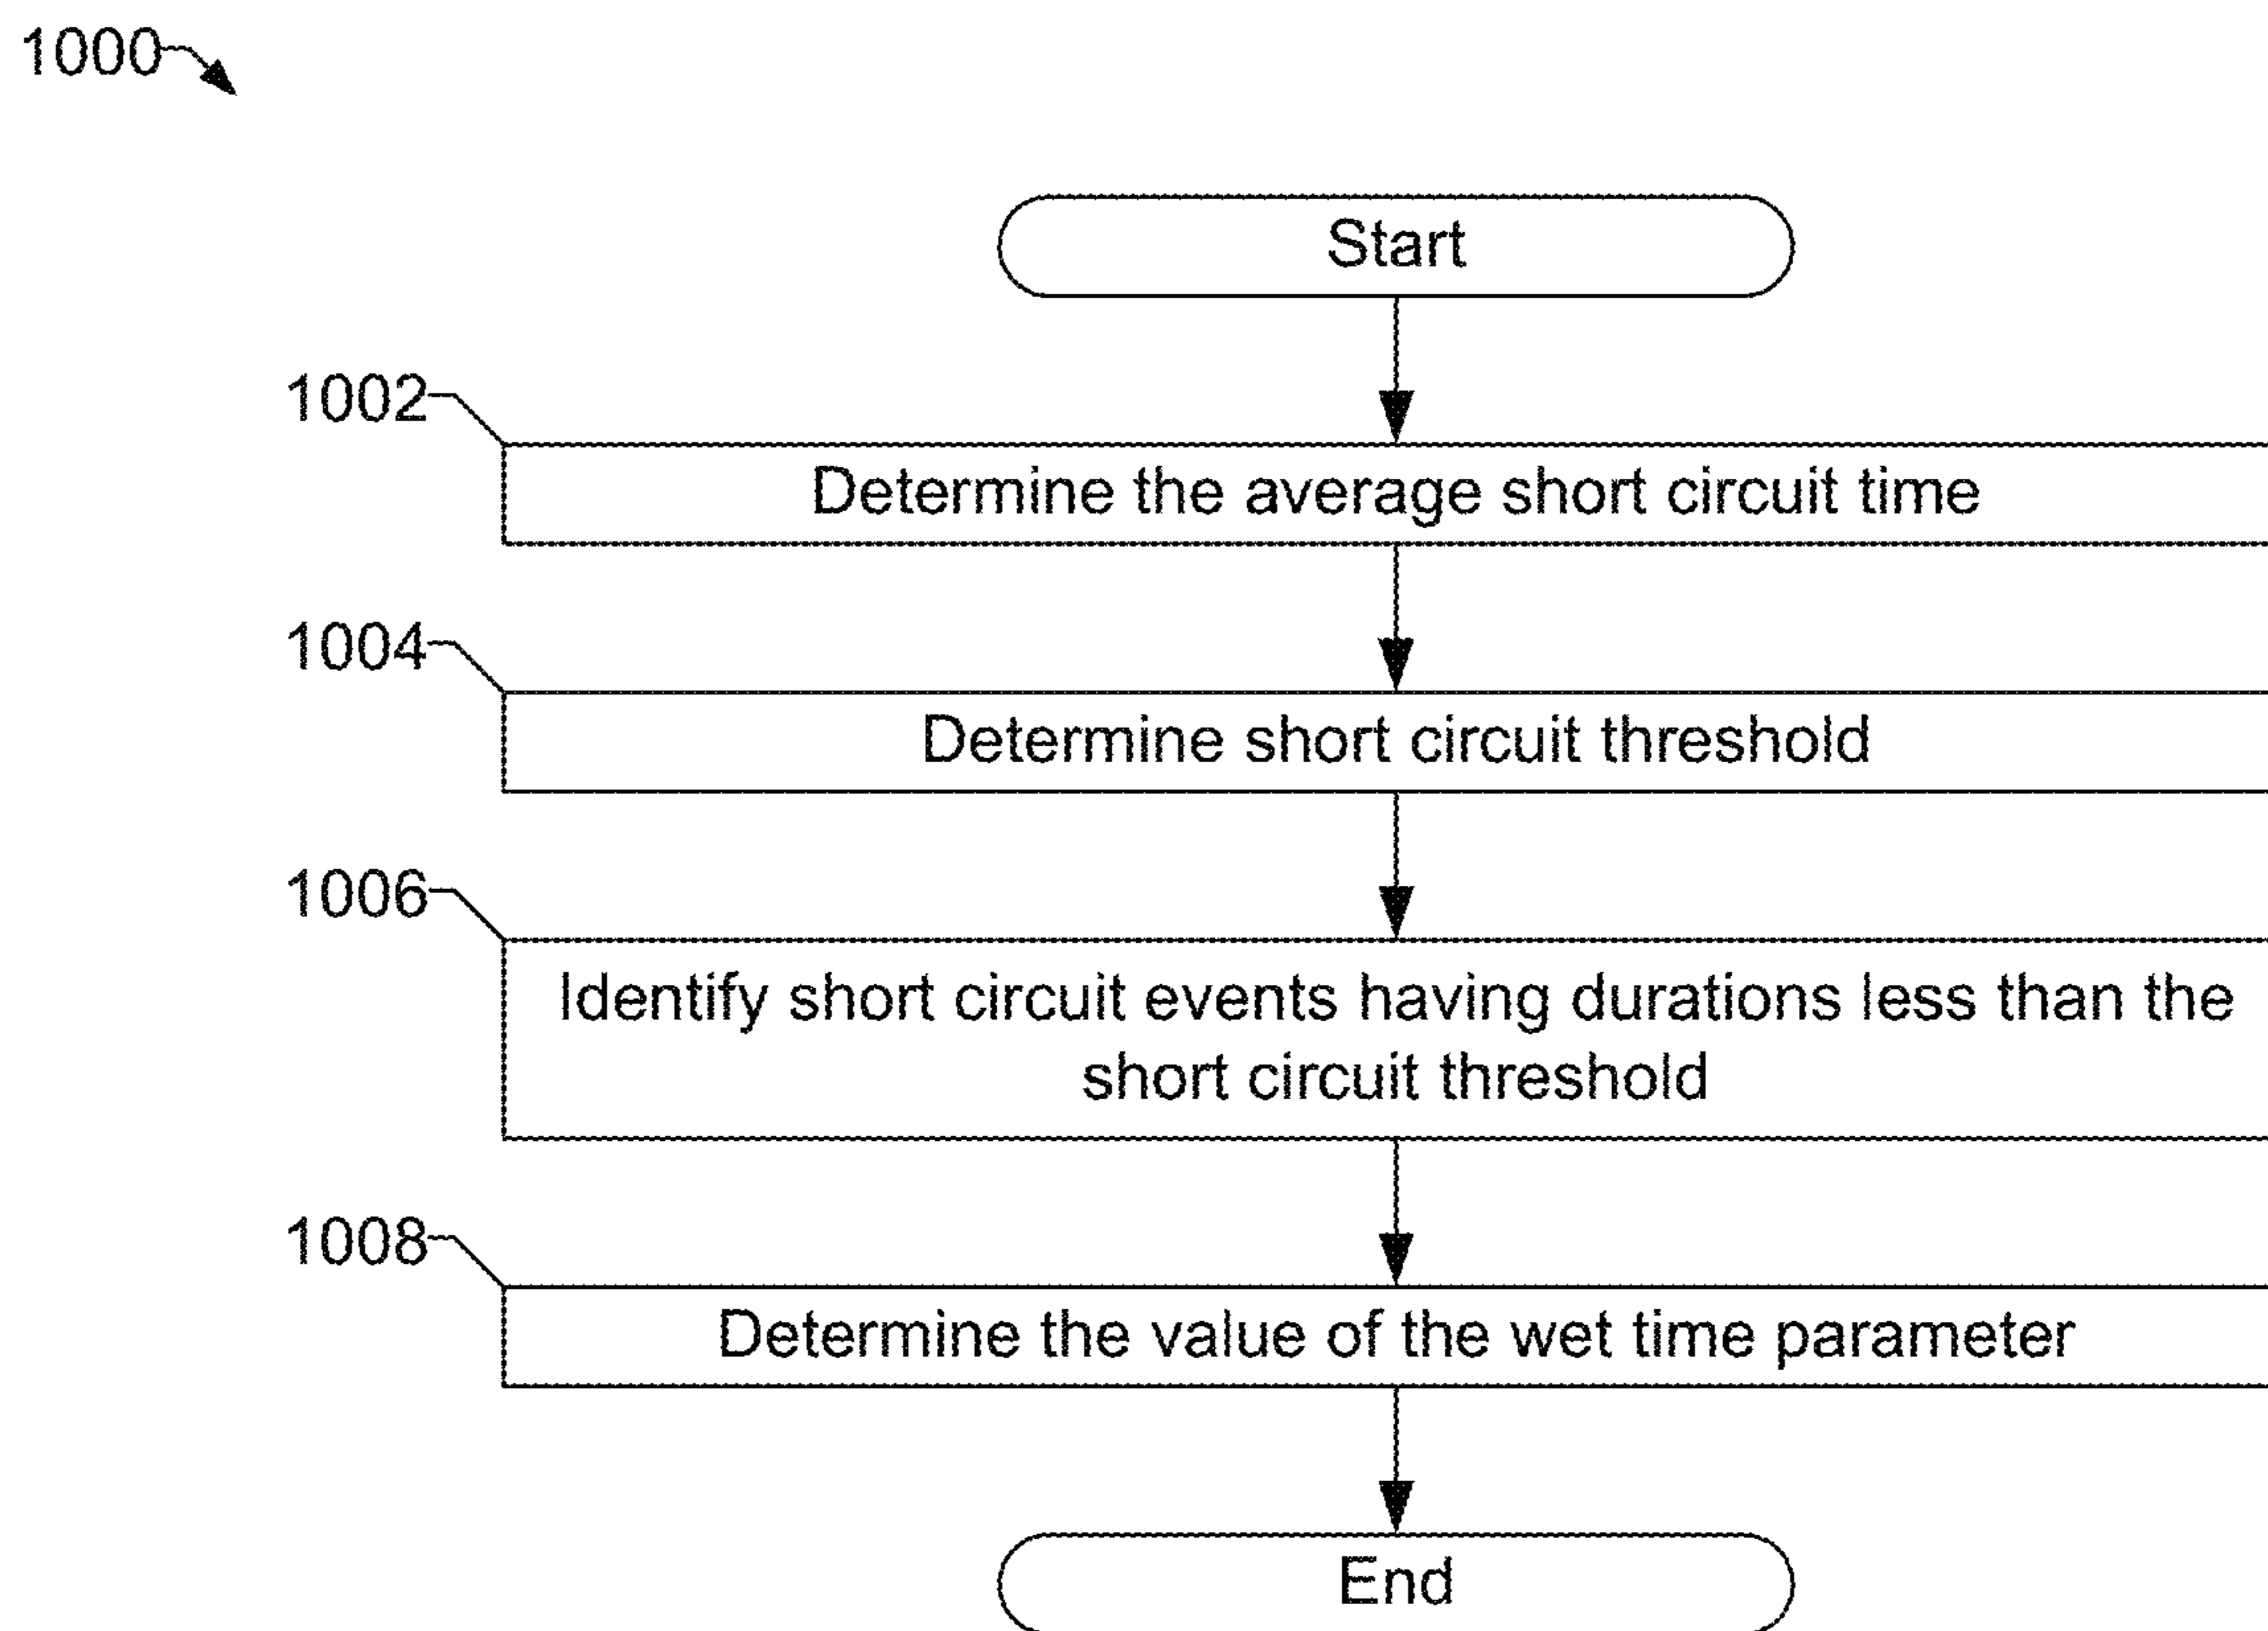 1000
Start
1002
Determine the average short circuit time
1004
Determine short circuit threshold
1006
Identify short circuit events having durations less than the
short circuit threshold
1008
Determine the value of the wet time parameter
End